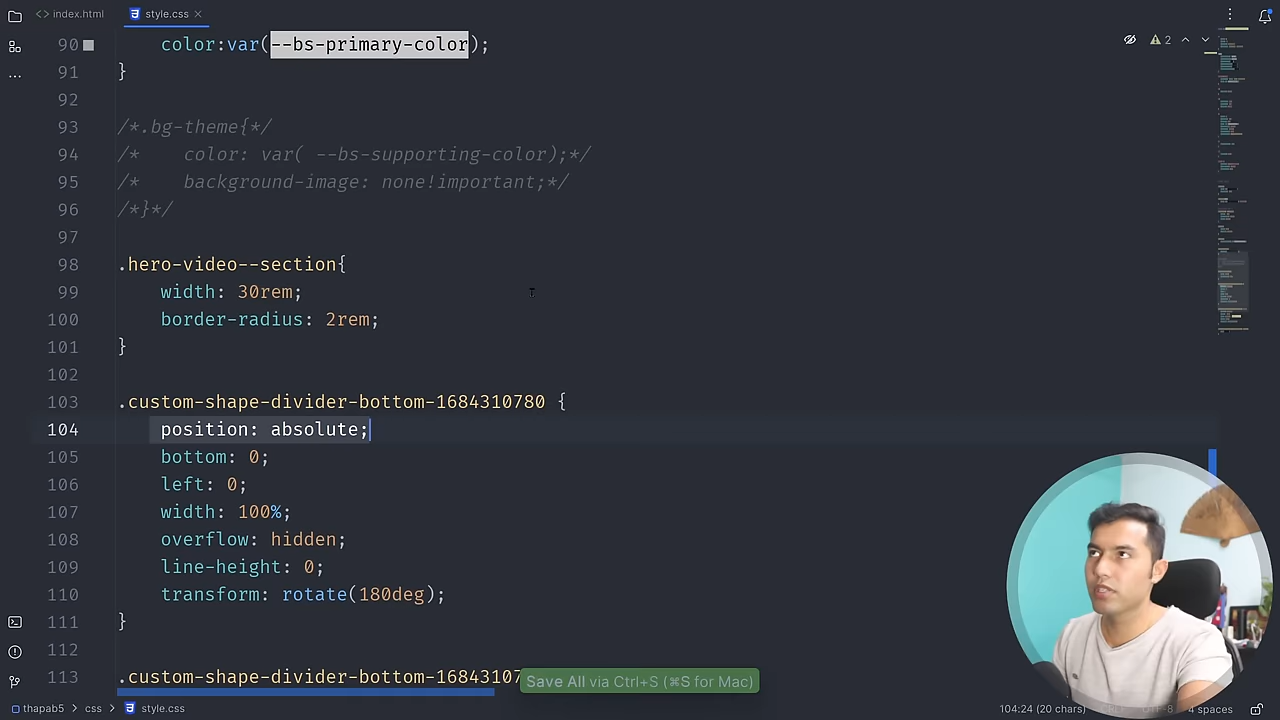 index.html
style.css
2
90 color:var(--bs-primary-color);
91 }
92
93 /*.bg-theme{*/
94 /* color: var( --bs-supporting-color);*/
95 /* background-image: none!important;*/
96 /*}*/
97
98 .hero-video--section{
99 width: 30rem;
100 border-radius: 2rem;
101 }
102
103 .custom-shape-divider-bottom-1684310780 {
104 position: absolute;
105 bottom: 0;
106 left: 0;
107 width: 100%;
108 overflow: hidden;
109 line-height: 0;
110 transform: rotate(180deg);
111 }
112
113 .custom-shape-divider-bottom-16843107
Save All via Ctrl+S (⌘S for Mac)
thapab5 > css > style.css
104:24 (20 chars) CRLF UTF-8 4 spaces